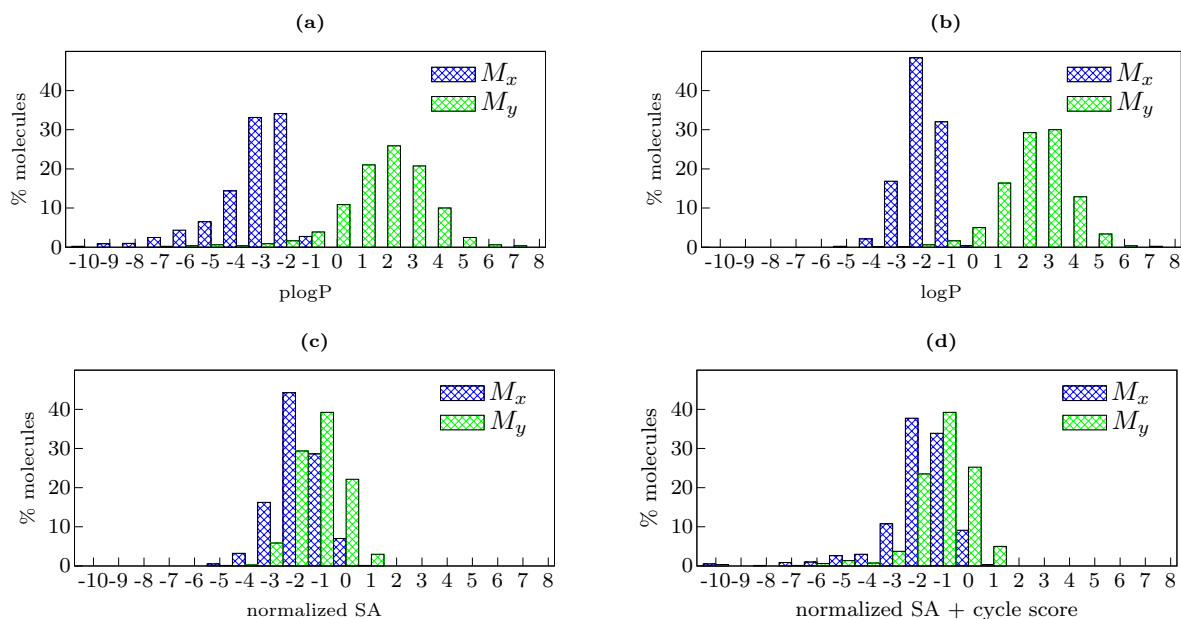 (a)
% molecules
40
30
20
10
0
M_x
M_y
-10 -9 -8 -7 -6 -5 -4 -3 -2 -1 0 1 2 3 4 5 6 7 8
plogP
(b)
% molecules
40
30
20
10
0
M_x
M_y
-10 -9 -8 -7 -6 -5 -4 -3 -2 -1 0 1 2 3 4 5 6 7 8
logP
(c)
% molecules
40
30
20
10
0
M_x
M_y
-10 -9 -8 -7 -6 -5 -4 -3 -2 -1 0 1 2 3 4 5 6 7 8
normalized SA
(d)
% molecules
40
30
20
10
0
M_x
M_y
-10 -9 -8 -7 -6 -5 -4 -3 -2 -1 0 1 2 3 4 5 6 7 8
normalized SA + cycle score